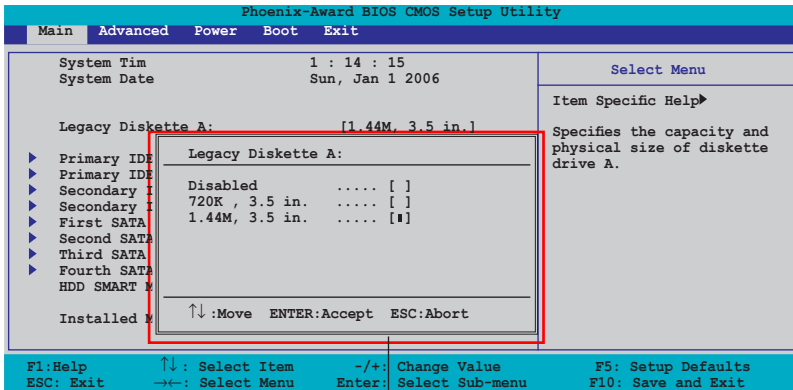 Phoenix-Award BIOS CMOS Setup Utility
Main Advanced Power Boot Exit
System Tim 1 : 14 : 15
System Date Sun, Jan 1 2006
Legacy Diskette A: [1.44M, 3.5 in.]
Primary IDE
Primary IDE
Secondary I
Secondary I
First SATA
Second SATA
Third SATA
Fourth SATA
HDD SMART M
Installed M
Legacy Diskette A:
Disabled ..... [ ]
720K , 3.5 in. ..... [ ]
1.44M, 3.5 in. ..... [▮]
↑↓ :Move ENTER:Accept ESC:Abort
Select Menu
Item Specific Help▶
Specifies the capacity and
physical size of diskette
drive A.
F1:Help ↑↓ : Select Item -/+: Change Value F5: Setup Defaults
ESC: Exit →←: Select Menu Enter: Select Sub-menu F10: Save and Exit